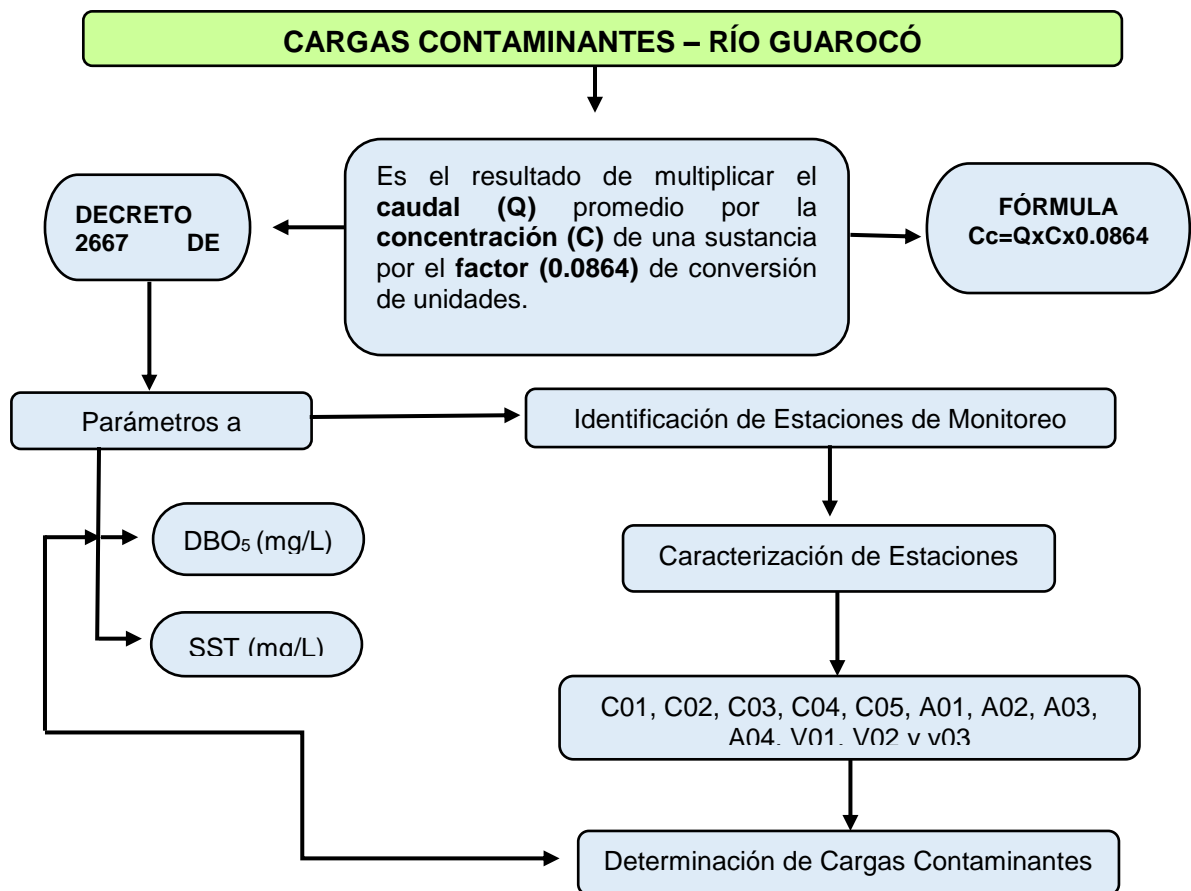 CARGAS CONTAMINANTES – RÍO GUAROCÓ
Es el resultado de multiplicar el
caudal (Q) promedio por la
concentración (C) de una sustancia
por el factor (0.0864) de conversión
de unidades.
DECRETO
2667 DE
FÓRMULA
Cc=QxCx0.0864
Parámetros a
Identificación de Estaciones de Monitoreo
DBO₅ (mg/L)
Caracterización de Estaciones
SST (mg/L)
C01, C02, C03, C04, C05, A01, A02, A03,
A04, V01, V02 y v03
Determinación de Cargas Contaminantes